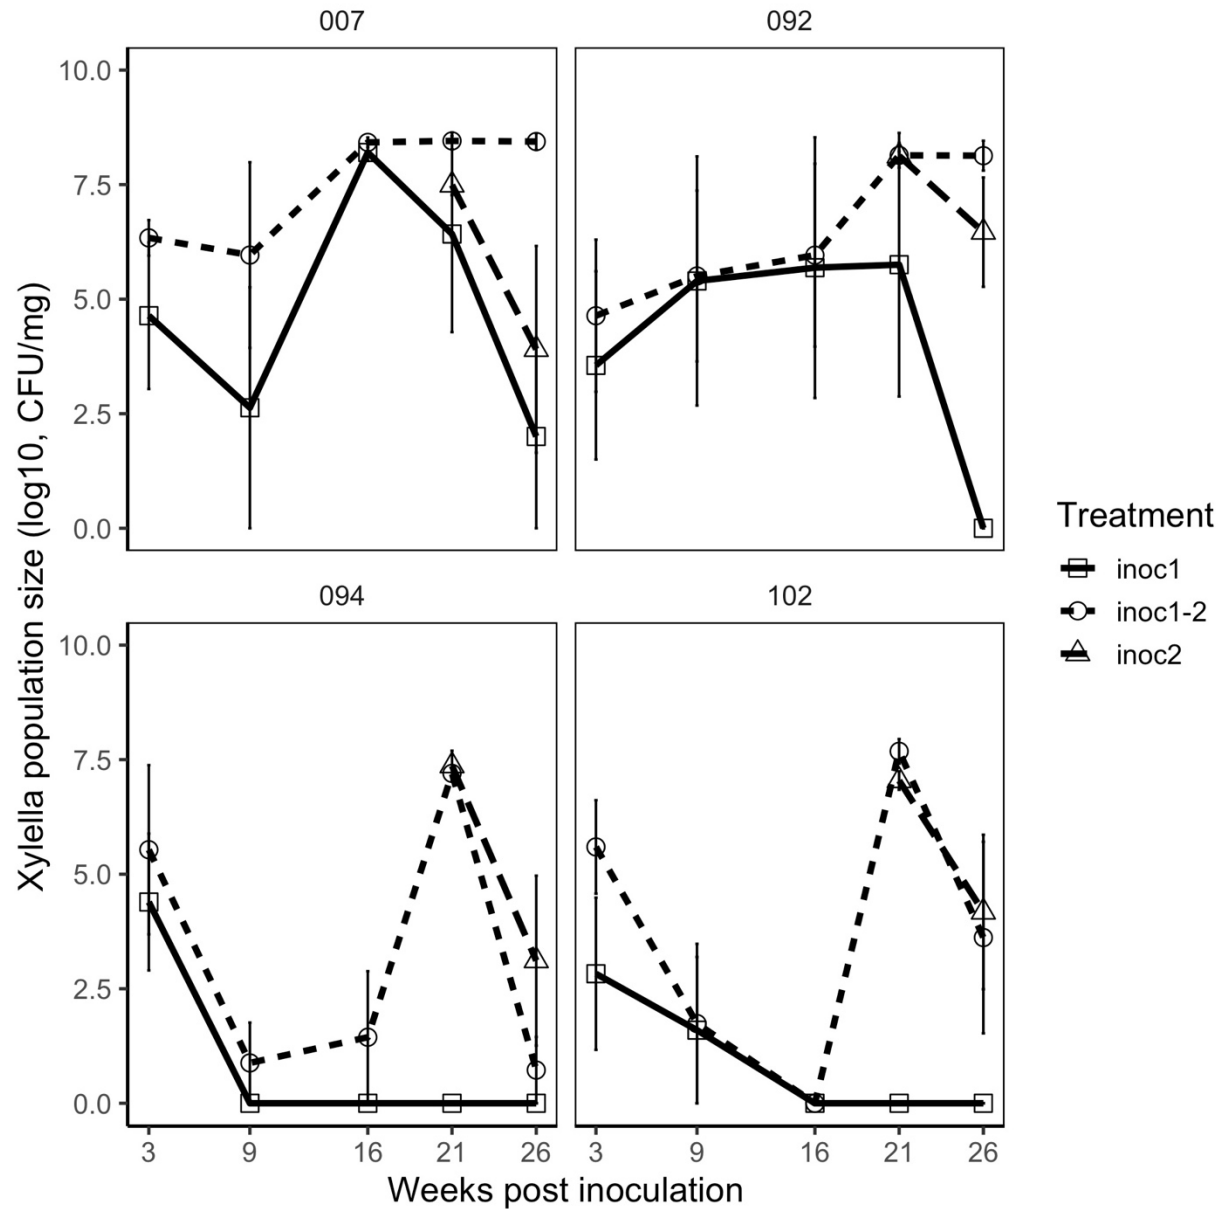 007
092
10.0
7.5
5.0
2.5
0.0
094
102
10.0
7.5
5.0
2.5
0.0
3 9 16 21 26
3 9 16 21 26
Weeks post inoculation
Xylella population size (log10, CFU/mg)
Treatment
inoc1
inoc1-2
inoc2